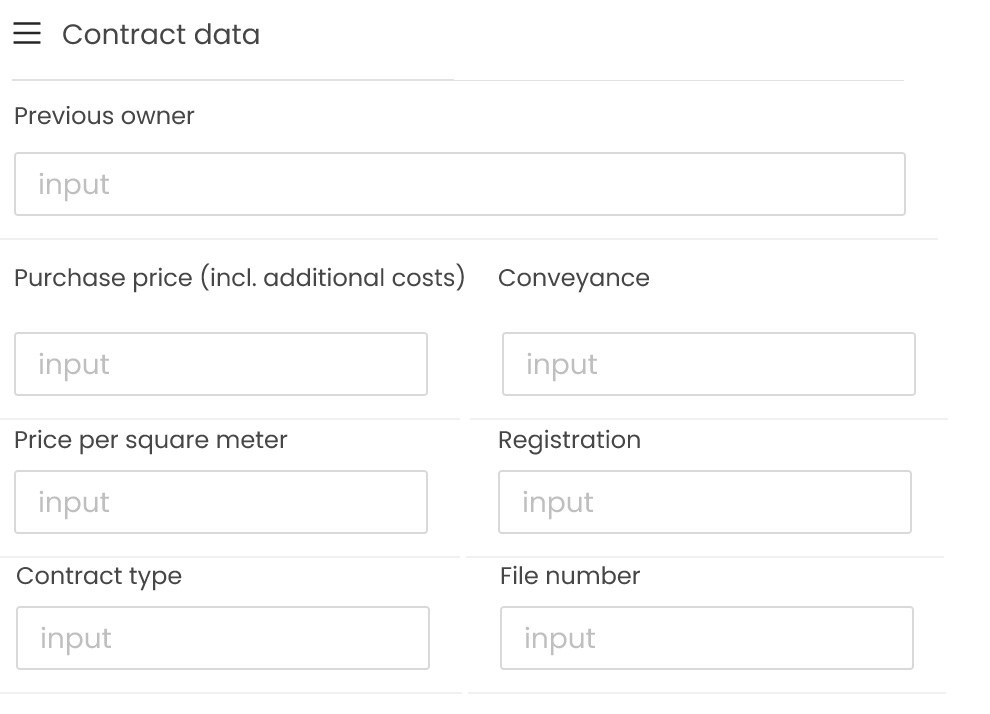 Contract data
Previous owner
input
Purchase price (incl. additional costs) Conveyance
input input
Price per square meter Registration
input input
Contract type File number
input input